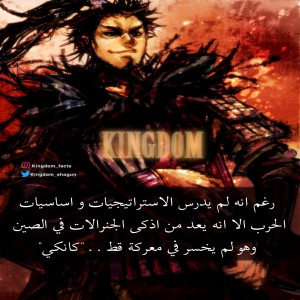 KINGDOM
Kingdom_facts
Kingdom_shogun
رغم انه لم يدرس الاستراتيجيات و اساسيات
الحرب الا انه يعد من اذكى الجنرالات في الصين
وهو لم يخسر في معركة قط . . "كانكي"